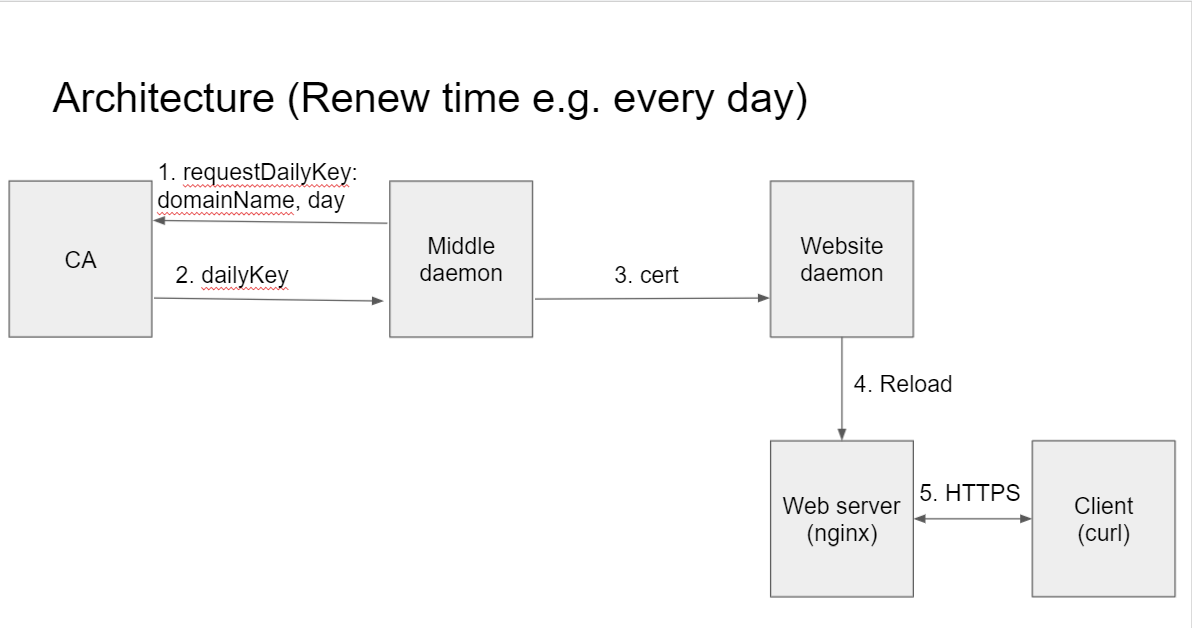 Architecture (Renew time e.g. every day)
1. requestDailyKey:
domainName, day
CA
Middle
daemon
Website
daemon
2. dailyKey
3. cert
4. Reload
Web server
(nginx)
5. HTTPS
Client
(curl)